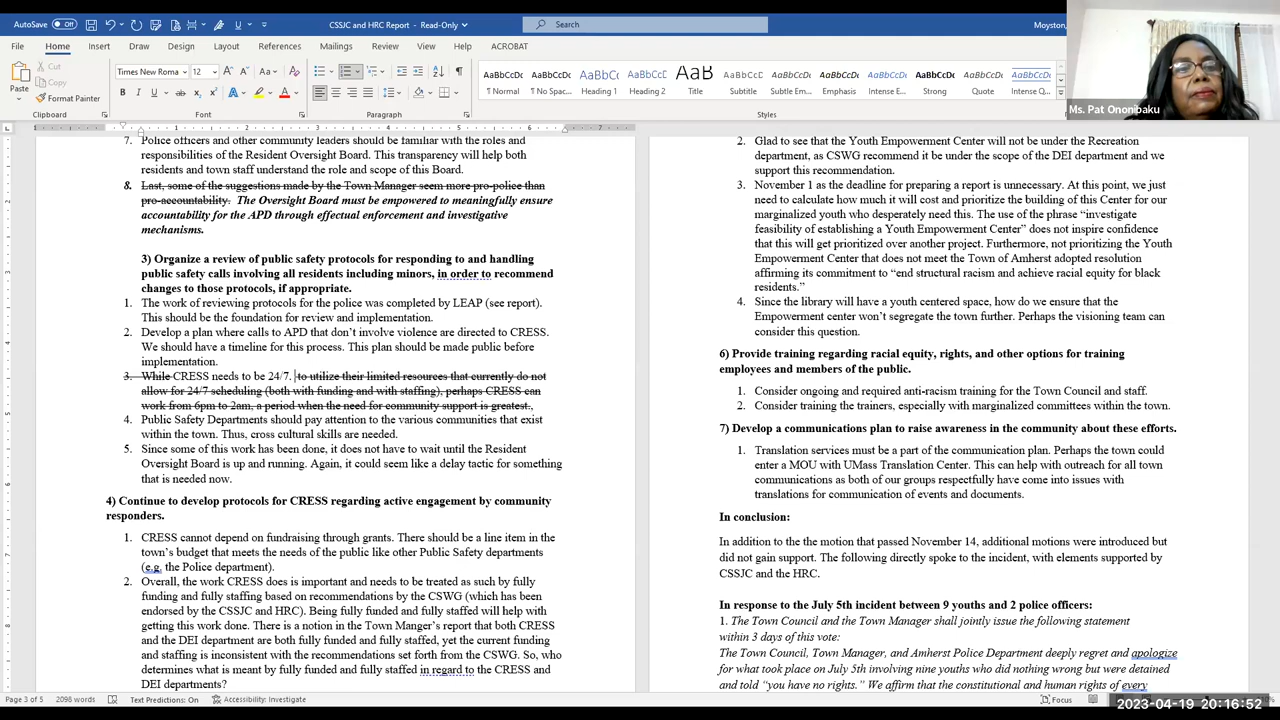 AutoSave Off
CSSJC and HRC Report - Read-Only
Search
Moyston,
File Home Insert Draw Design Layout References Mailings Review View Help ACROBAT
Paste
Cut
Copy
Format Painter
Clipboard
Times New Roma 12
Font
Paragraph
AaBbCcDc Normal
AaBbCcDc No Spac...
AaBbCc Heading 1
AaBbCcD Heading 2
AaB Title
AaBbCcD Subtitle
AaBbCcDc Subtle Em...
AaBbCcDc Emphasis
AaBbCcDc Intense E...
AaBbCcDc Strong
AaBbCcDc Quote
AaBbCcDc Intense Q...
Ms. Pat Ononibaku
7. Police officers and other community leaders should be familiar with the roles and
responsibilities of the Resident Oversight Board. This transparency will help both
residents and town staff understand the role and scope of this Board.
8. Last, some of the suggestions made by the Town Manager seem more pro-police than
pro-accountability. The Oversight Board must be empowered to meaningfully ensure
accountability for the APD through effectual enforcement and investigative
mechanisms.
3) Organize a review of public safety protocols for responding to and handling
public safety calls involving all residents including minors, in order to recommend
changes to those protocols, if appropriate.
1. The work of reviewing protocols for the police was completed by LEAP (see report).
This should be the foundation for review and implementation.
2. Develop a plan where calls to APD that don't involve violence are directed to CRESS.
We should have a timeline for this process. This plan should be made public before
implementation.
3. While CRESS needs to be 24/7. to utilize their limited resources that currently do not
allow for 24/7 scheduling (both with funding and with staffing), perhaps CRESS can
work from 6pm to 2am, a period when the need for community support is greatest.,
4. Public Safety Departments should pay attention to the various communities that exist
within the town. Thus, cross cultural skills are needed.
5. Since some of this work has been done, it does not have to wait until the Resident
Oversight Board is up and running. Again, it could seem like a delay tactic for something
that is needed now.
4) Continue to develop protocols for CRESS regarding active engagement by community
responders.
1. CRESS cannot depend on fundraising through grants. There should be a line item in the
town's budget that meets the needs of the public like other Public Safety departments
(e.g. the Police department).
2. Overall, the work CRESS does is important and needs to be treated as such by fully
funding and fully staffing based on recommendations by the CSWG (which has been
endorsed by the CSSJC and HRC). Being fully funded and fully staffed will help with
getting this work done. There is a notion in the Town Manger's report that both CRESS
and the DEI department are both fully funded and fully staffed, yet the current funding
and staffing is inconsistent with the recommendations set forth from the CSWG. So, who
determines what is meant by fully funded and fully staffed in regard to the CRESS and
DEI departments?
2. Glad to see that the Youth Empowerment Center will not be under the Recreation
department, as CSWG recommend it be under the scope of the DEI department and we
support this recommendation.
3. November 1 as the deadline for preparing a report is unnecessary. At this point, we just
need to calculate how much it will cost and prioritize the building of this Center for our
marginalized youth who desperately need this. The use of the phrase "investigate
feasibility of establishing a Youth Empowerment Center" does not inspire confidence
that this will get prioritized over another project. Furthermore, not prioritizing the Youth
Empowerment Center that does not meet the Town of Amherst adopted resolution
affirming its commitment to "end structural racism and achieve racial equity for black
residents."
4. Since the library will have a youth centered space, how do we ensure that the
Empowerment center won't segregate the town further. Perhaps the visioning team can
consider this question.
6) Provide training regarding racial equity, rights, and other options for training
employees and members of the public.
1. Consider ongoing and required anti-racism training for the Town Council and staff.
2. Consider training the trainers, especially with marginalized committees within the town.
7) Develop a communications plan to raise awareness in the community about these efforts.
1. Translation services must be a part of the communication plan. Perhaps the town could
enter a MOU with UMass Translation Center. This can help with outreach for all town
communications as both of our groups respectfully have come into issues with
translations for communication of events and documents.
In conclusion:
In addition to the the motion that passed November 14, additional motions were introduced but
did not gain support. The following directly spoke to the incident, with elements supported by
CSSJC and the HRC.
In response to the July 5th incident between 9 youths and 2 police officers:
1. The Town Council and the Town Manager shall jointly issue the following statement
within 3 days of this vote:
The Town Council, Town Manager, and Amherst Police Department deeply regret and apologize
for what took place on July 5th involving nine youths who did nothing wrong but were detained
and told "you have no rights." We affirm that the constitutional and human rights of every
Page 3 of 5 2098 words Text Predictions: On Accessibility: Investigate
Focus
2023-04-19 20:16:52